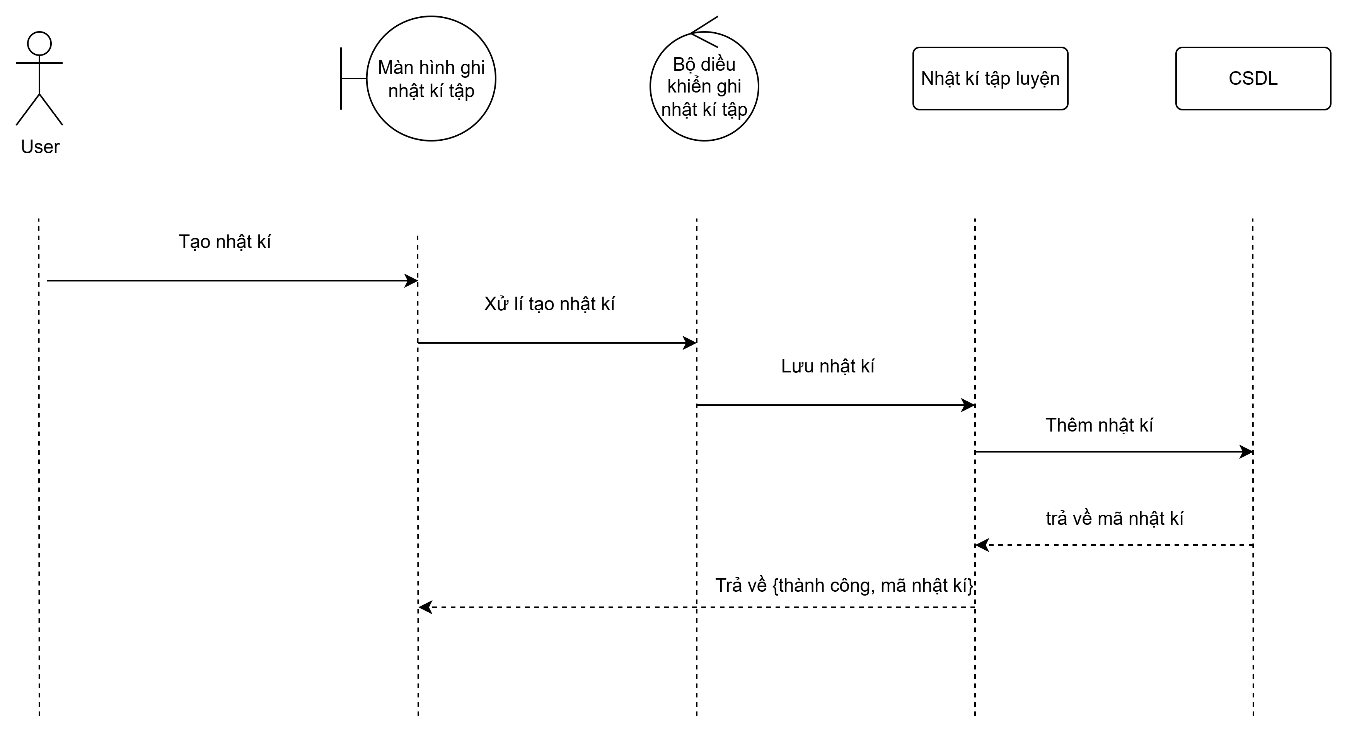 User
Màn hình ghi
nhật kí tập
Bộ diều
khiển ghi
nhật kí tập
Nhật kí tập luyện
CSDL
Tạo nhật kí
Xử lí tạo nhật kí
Lưu nhật kí
Thêm nhật kí
trả về mã nhật kí
Trả về {thành công, mã nhật kí}